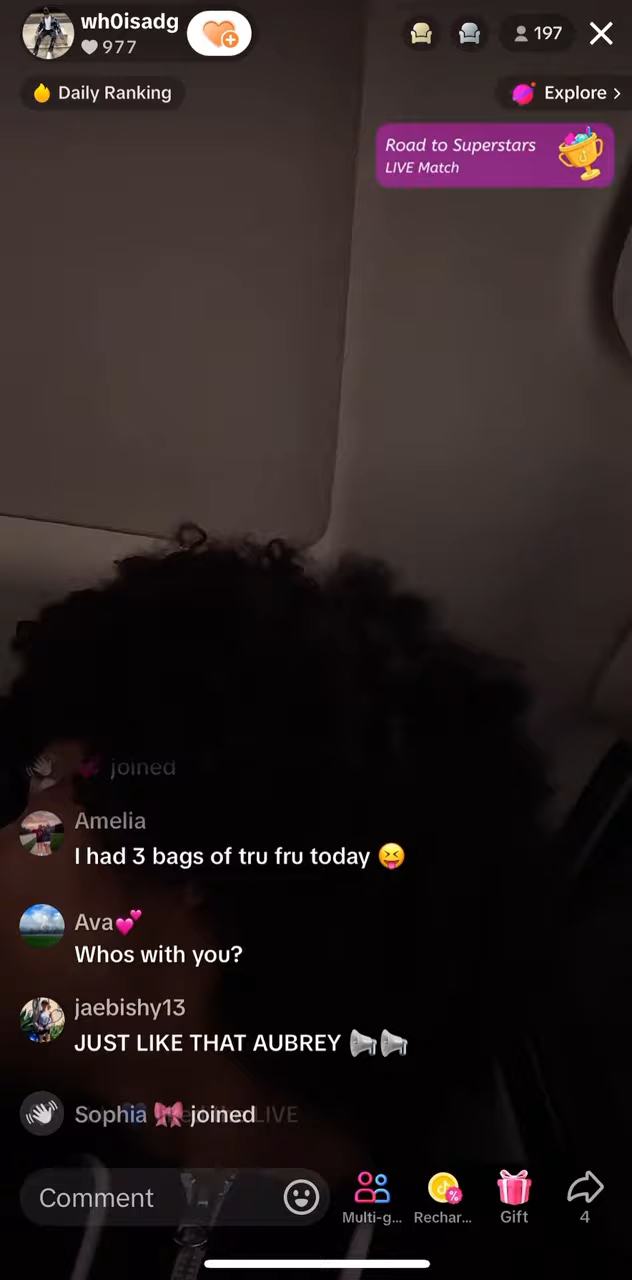 wh0isadg
977
197
Daily Ranking
Explore >
Road to Superstars
LIVE Match
joined
Amelia
I had 3 bags of tru fru today 😝
Ava💕
Whos with you?
jaebishy13
JUST LIKE THAT AUBREY 📢📢
Sophia 🎀 joined
LIVE
Comment
Multi-g...
Rechar...
Gift
4